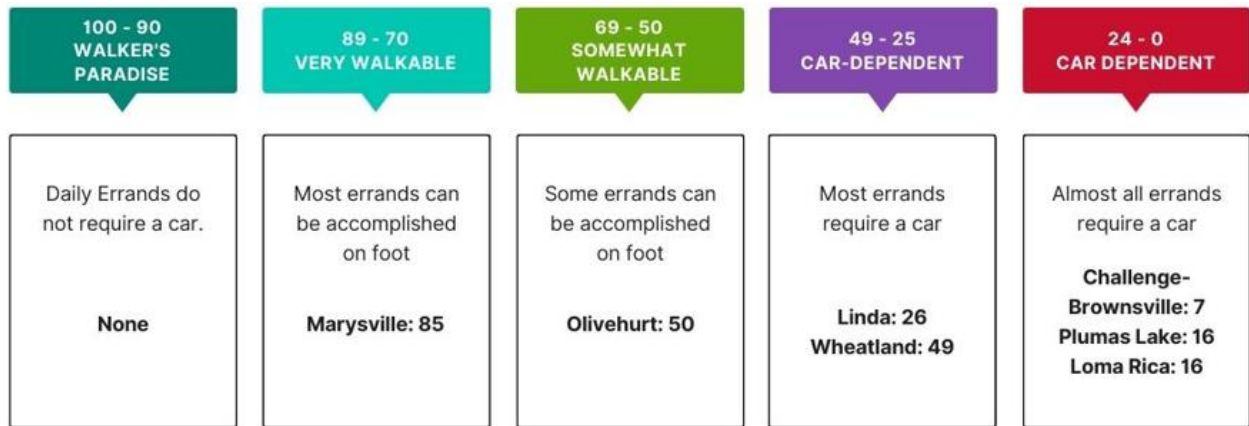 100 - 90
WALKER'S
PARADISE
Daily Errands do
not require a car.
None
89 - 70
VERY WALKABLE
Most errands can
be accomplished
on foot
Marysville: 85
69 - 50
SOMEWHAT
WALKABLE
Some errands can
be accomplished
on foot
Olivehurt: 50
49 - 25
CAR-DEPENDENT
Most errands
require a car
Linda: 26
Wheatland: 49
24 - 0
CAR DEPENDENT
Almost all errands
require a car
Challenge-
Brownsville: 7
Plumas Lake: 16
Loma Rica: 16